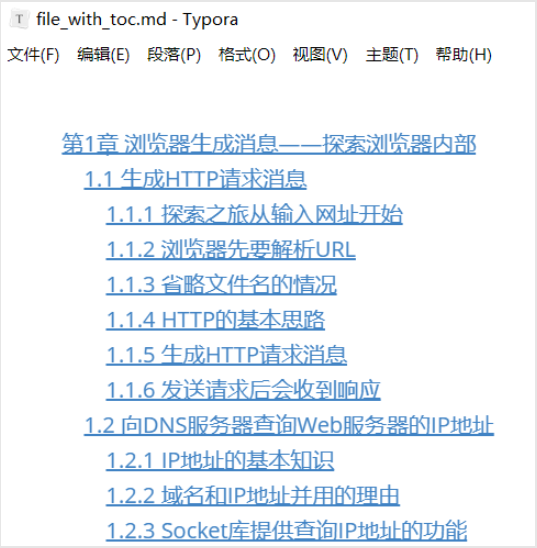 file_with_toc.md - Typora
文件(F) 编辑(E) 段落(P) 格式(O) 视图(V) 主题(T) 帮助(H)
第1章 浏览器生成消息——探索浏览器内部
1.1 生成HTTP请求消息
1.1.1 探索之旅从输入网址开始
1.1.2 浏览器先要解析URL
1.1.3 省略文件名的情况
1.1.4 HTTP的基本思路
1.1.5 生成HTTP请求消息
1.1.6 发送请求后会收到响应
1.2 向DNS服务器查询Web服务器的IP地址
1.2.1 IP地址的基本知识
1.2.2 域名和IP地址并用的理由
1.2.3 Socket库提供查询IP地址的功能